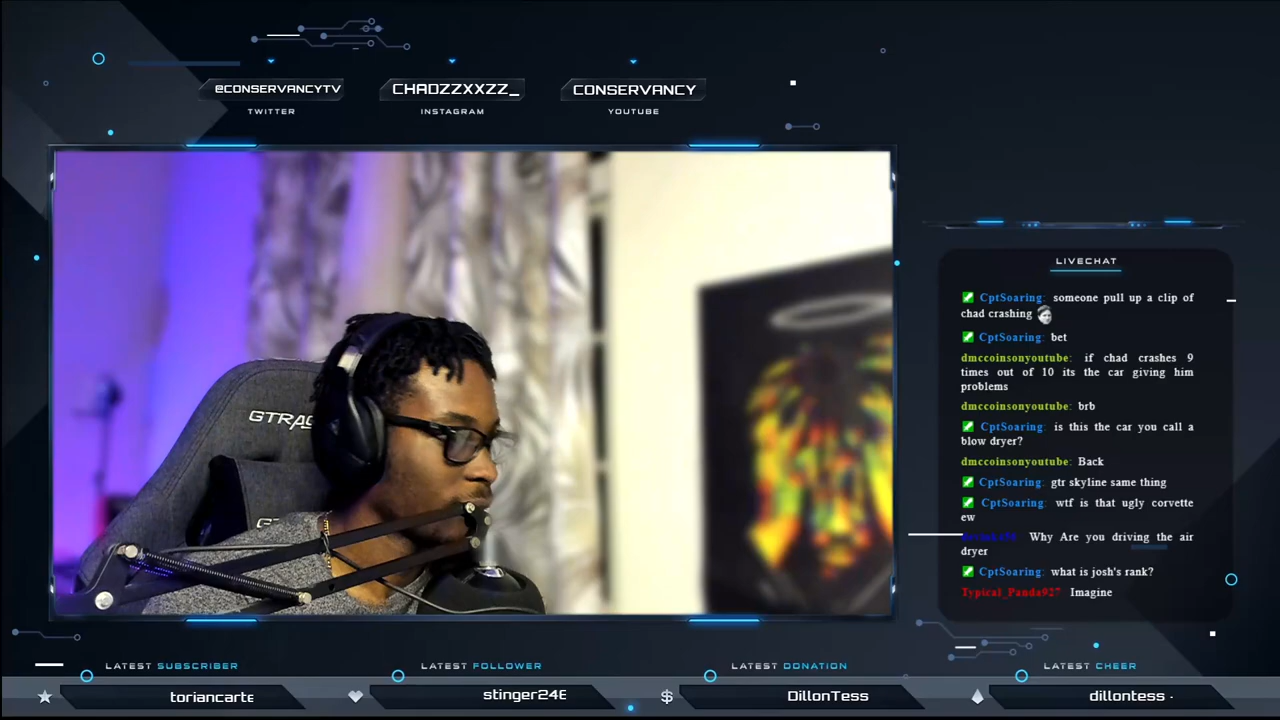 @CONSERVANCYTV
CHADZZXXZZ_
CONSERVANCY
TWITTER
INSTAGRAM
YOUTUBE
GTRAC
GT
LIVECHAT
CptSoaring: someone pull up a clip of
chad crashing
CptSoaring: bet
dmccoinsonyoutube: if chad crashes 9
times out of 10 its the car giving him
problems
dmccoinsonyoutube: brb
CptSoaring: is this the car you call a
blow dryer?
dmccoinsonyoutube: Back
CptSoaring: gtr skyline same thing
CptSoaring: wtf is that ugly corvette
ew
Why Are you driving the air
dryer
CptSoaring: what is josh's rank?
Typical_Panda927 Imagine
LATEST SUBSCRIBER
LATEST FOLLOWER
LATEST DONATION
LATEST CHEER
toriancarte
stinger24E
$
DillonTess
dillontess ·